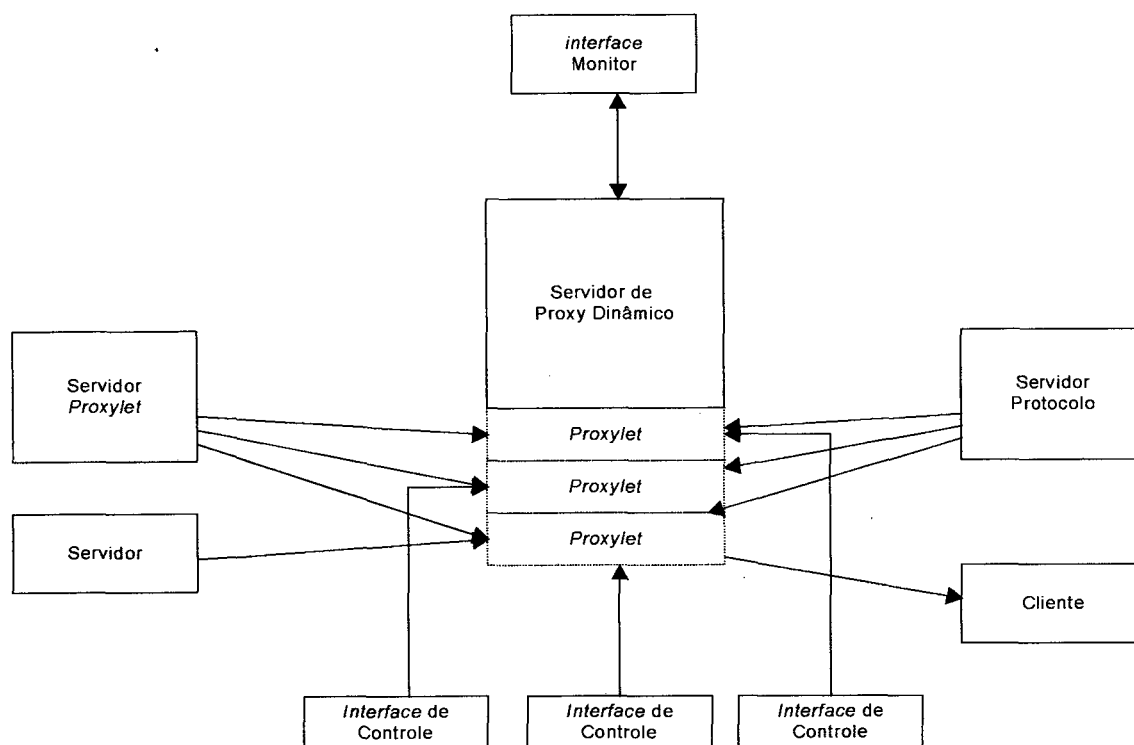 interface
Monitor
Servidor de
Proxy Dinâmico
Servidor
Proxylet
Servidor
Protocolo
Proxylet
Proxylet
Proxylet
Servidor
Cliente
Interface de
Controle
Interface de
Controle
Interface de
Controle